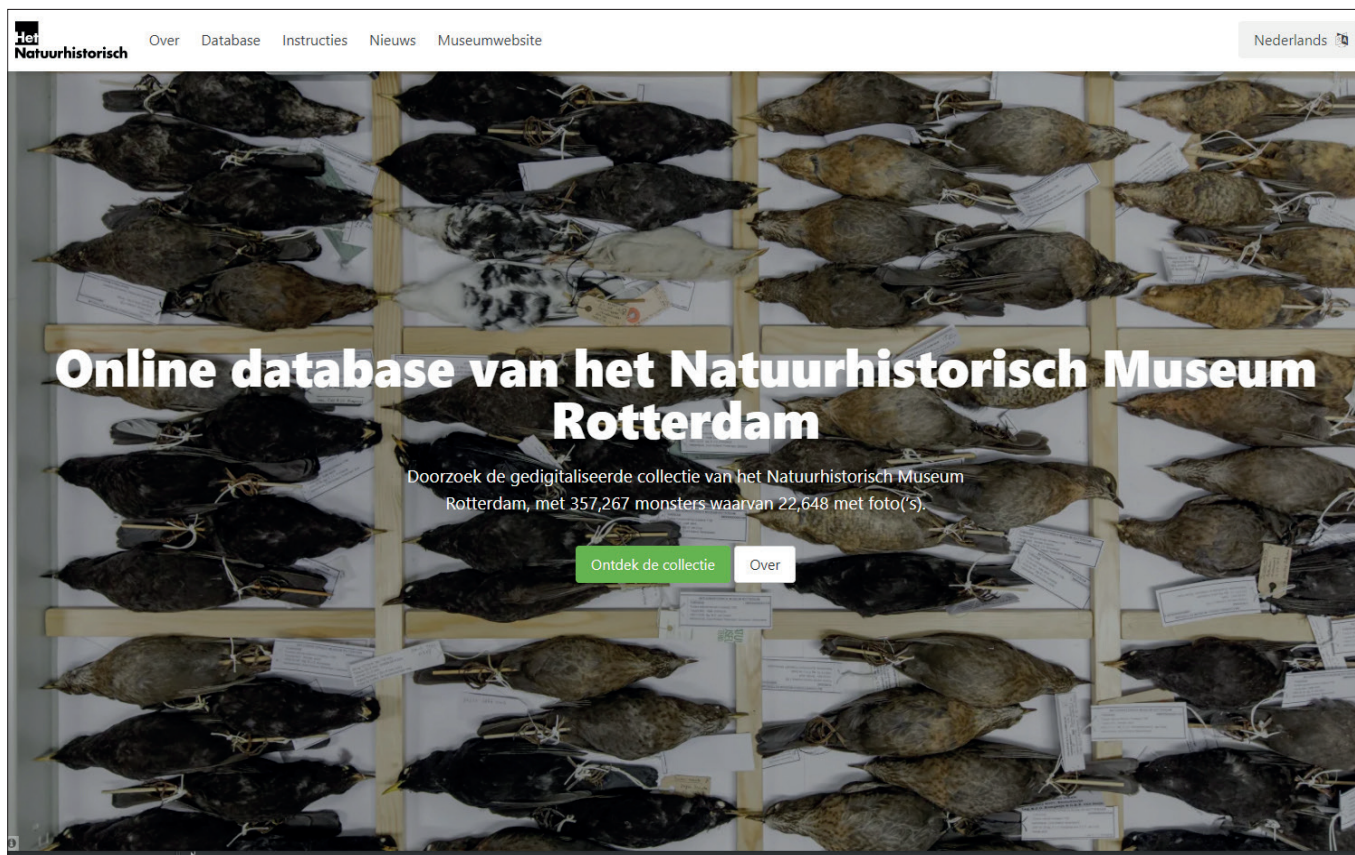 Het
Natuurhistorisch
Over Database Instructies Nieuws Museumwebsite
Nederlands
Online database van het Natuurhistorisch Museum
Rotterdam
Doorzoek de gedigitaliseerde collectie van het Natuurhistorisch Museum
Rotterdam, met 357,267 monsters waarvan 22,648 met foto('s).
Ontdek de collectie Over